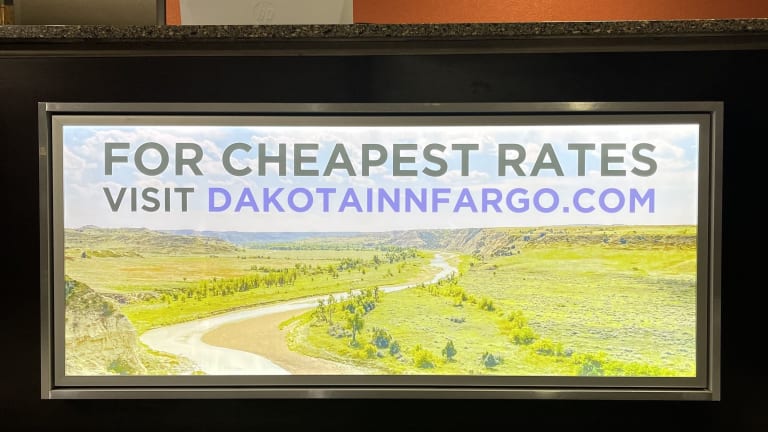 FOR CHEAPEST RATES
VISIT DAKOTAINNFARGO.COM